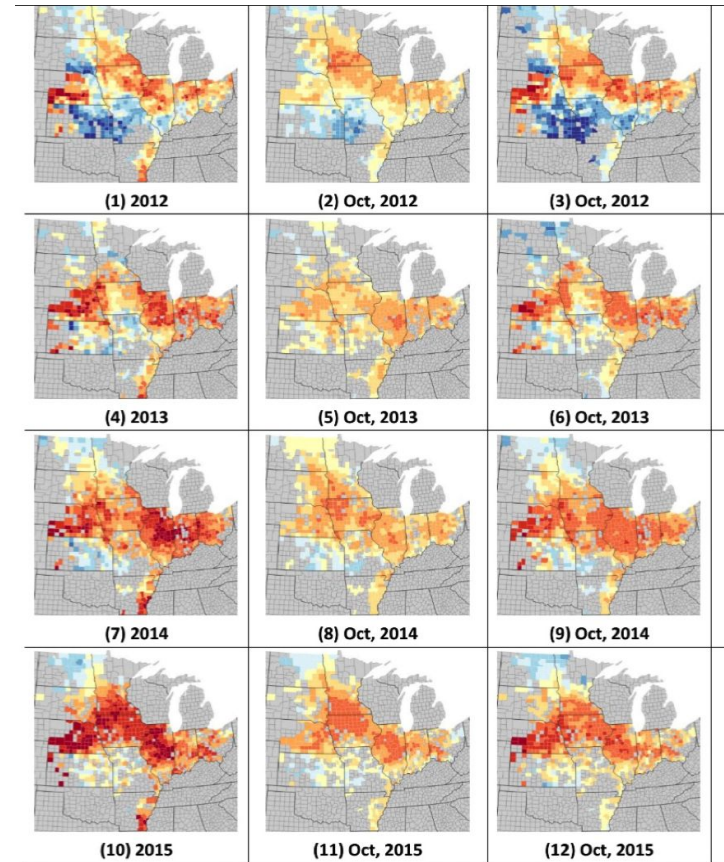 (1) 2012
(2) Oct, 2012
(3) Oct, 2012
(4) 2013
(5) Oct, 2013
(6) Oct, 2013
(7) 2014
(8) Oct, 2014
(9) Oct, 2014
(10) 2015
(11) Oct, 2015
(12) Oct, 2015